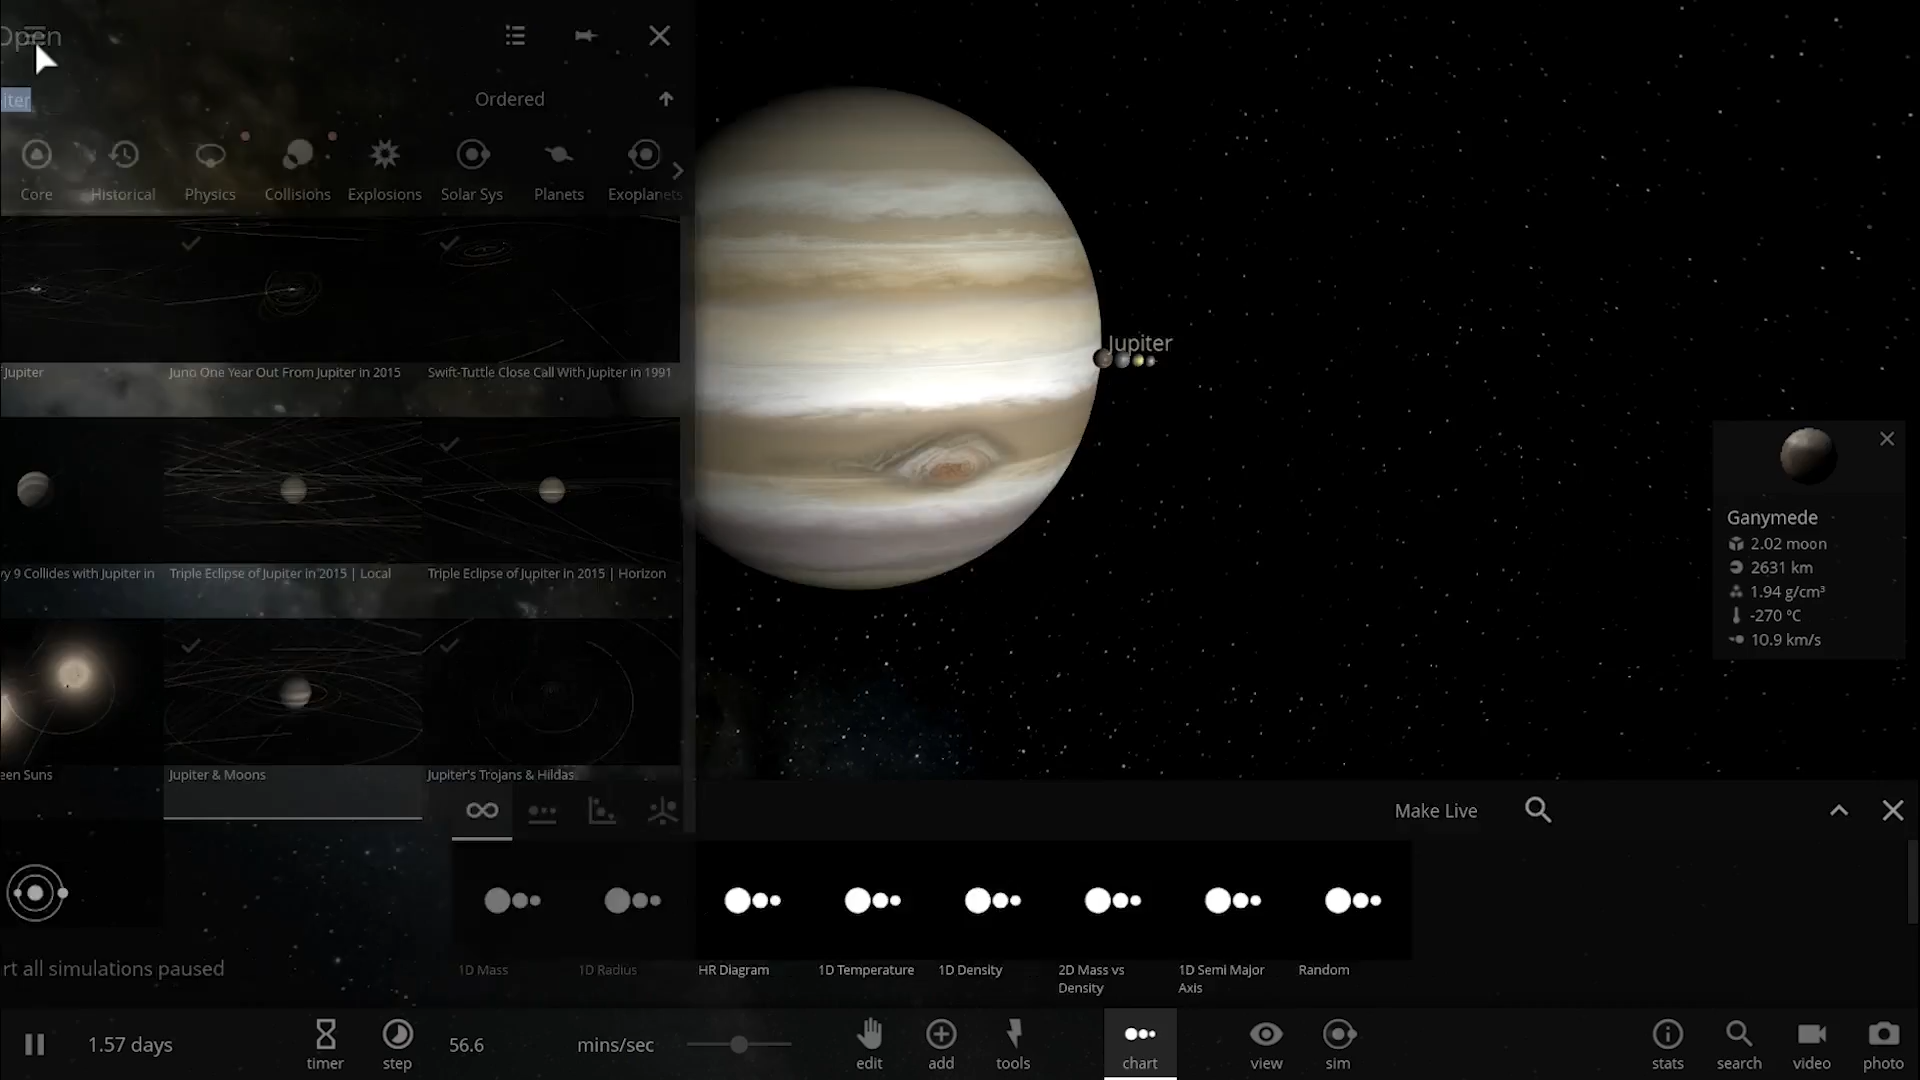 Open
iter
Ordered
Core
Historical
Physics
Collisions
Explosions
Solar Sys
Planets
Exoplanets
Jupiter
Juno One Year Out From Jupiter in 2015
Swift-Tuttle Close Call With Jupiter in 1991
y 9 Collides with Jupiter in
Triple Eclipse of Jupiter in 2015 | Local
Triple Eclipse of Jupiter in 2015 | Horizon
een Suns
Jupiter & Moons
Jupiter's Trojans & Hildas
rt all simulations paused
Jupiter
Ganymede
2.02 moon
2631 km
1.94 g/cm³
-270 °C
10.9 km/s
Make Live
1D Mass
1D Radius
HR Diagram
1D Temperature
1D Density
2D Mass vs
Density
1D Semi Major
Axis
Random
1.57 days
timer
step
56.6
mins/sec
edit
add
tools
chart
view
sim
stats
search
video
photo